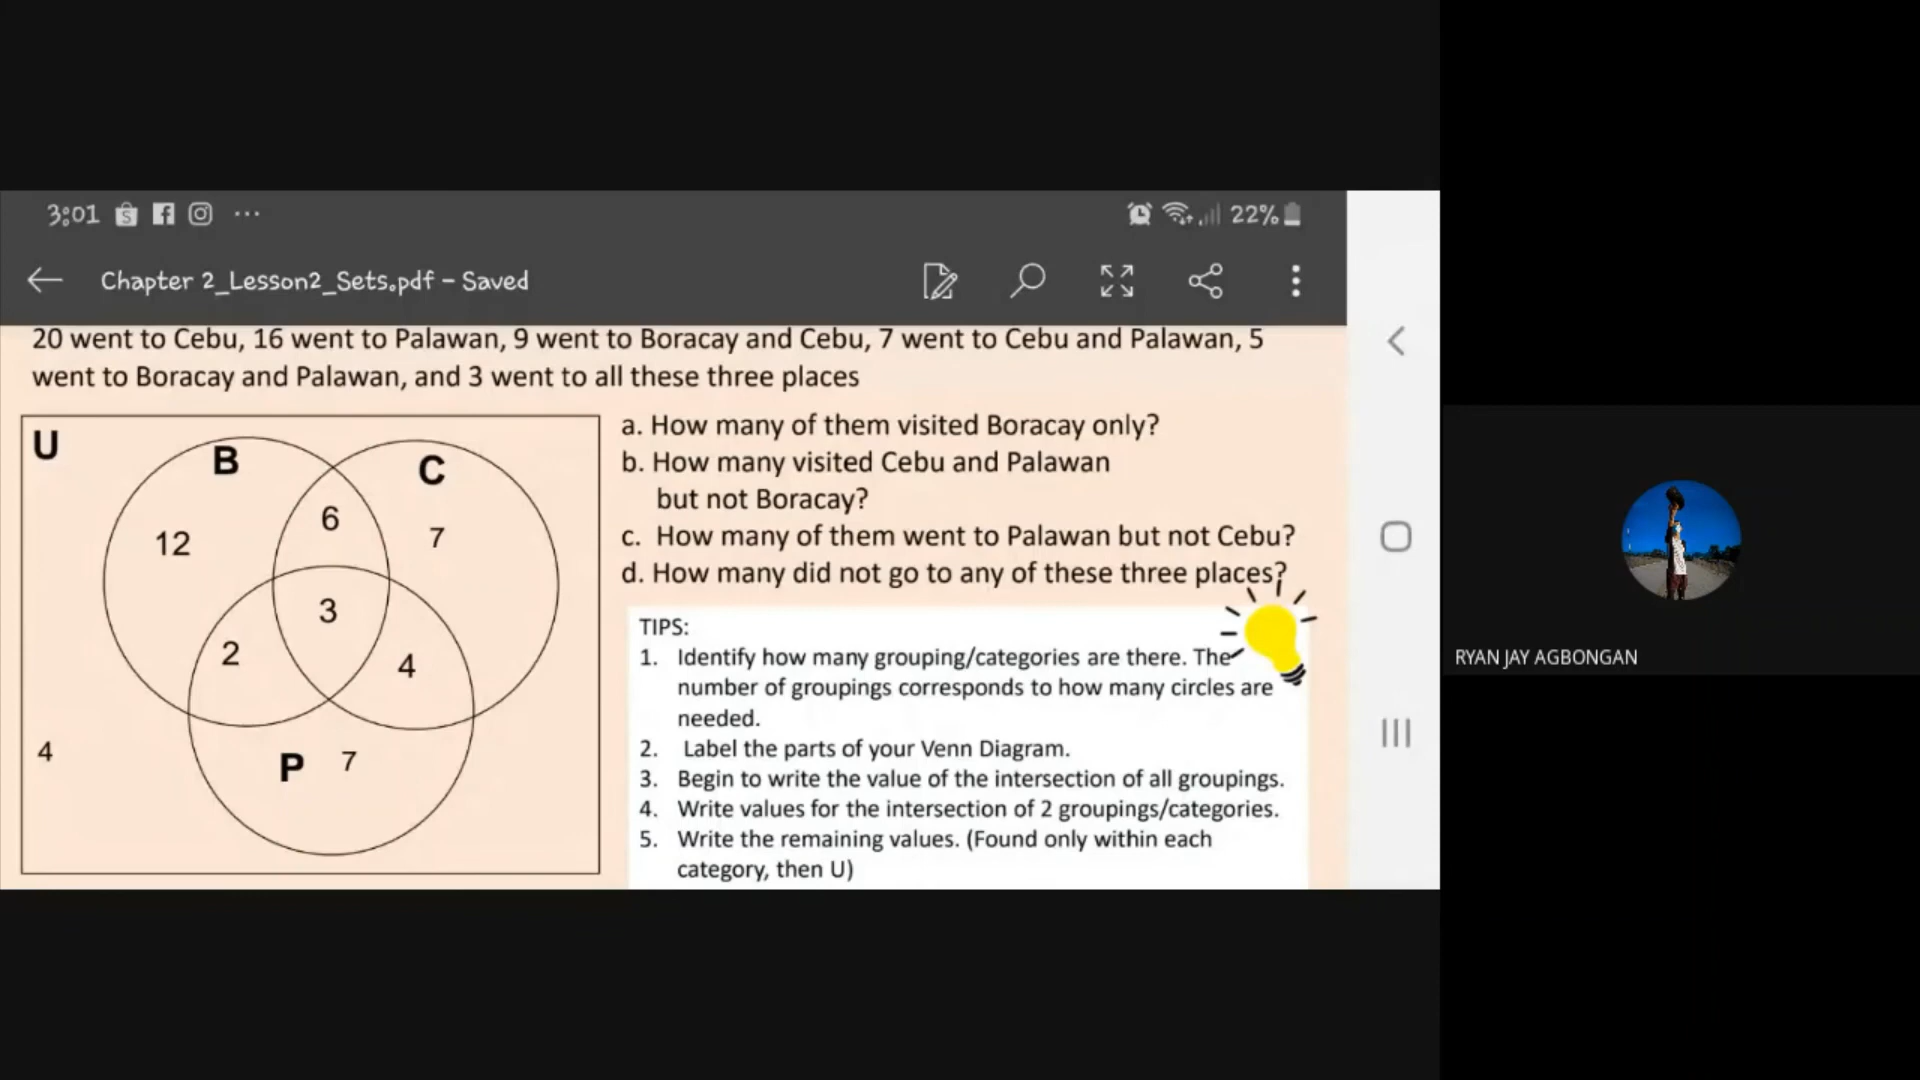 3:01 ... 22%
Chapter 2_Lesson2_Sets.pdf – Saved
20 went to Cebu, 16 went to Palawan, 9 went to Boracay and Cebu, 7 went to Cebu and Palawan, 5
went to Boracay and Palawan, and 3 went to all these three places
U
B
C
6
12
7
3
2
4
4
P
7
a. How many of them visited Boracay only?
b. How many visited Cebu and Palawan
but not Boracay?
c. How many of them went to Palawan but not Cebu?
d. How many did not go to any of these three places?
TIPS:
1. Identify how many grouping/categories are there. The
number of groupings corresponds to how many circles are
needed.
2. Label the parts of your Venn Diagram.
3. Begin to write the value of the intersection of all groupings.
4. Write values for the intersection of 2 groupings/categories.
5. Write the remaining values. (Found only within each
category, then U)
RYAN JAY AGBONGAN